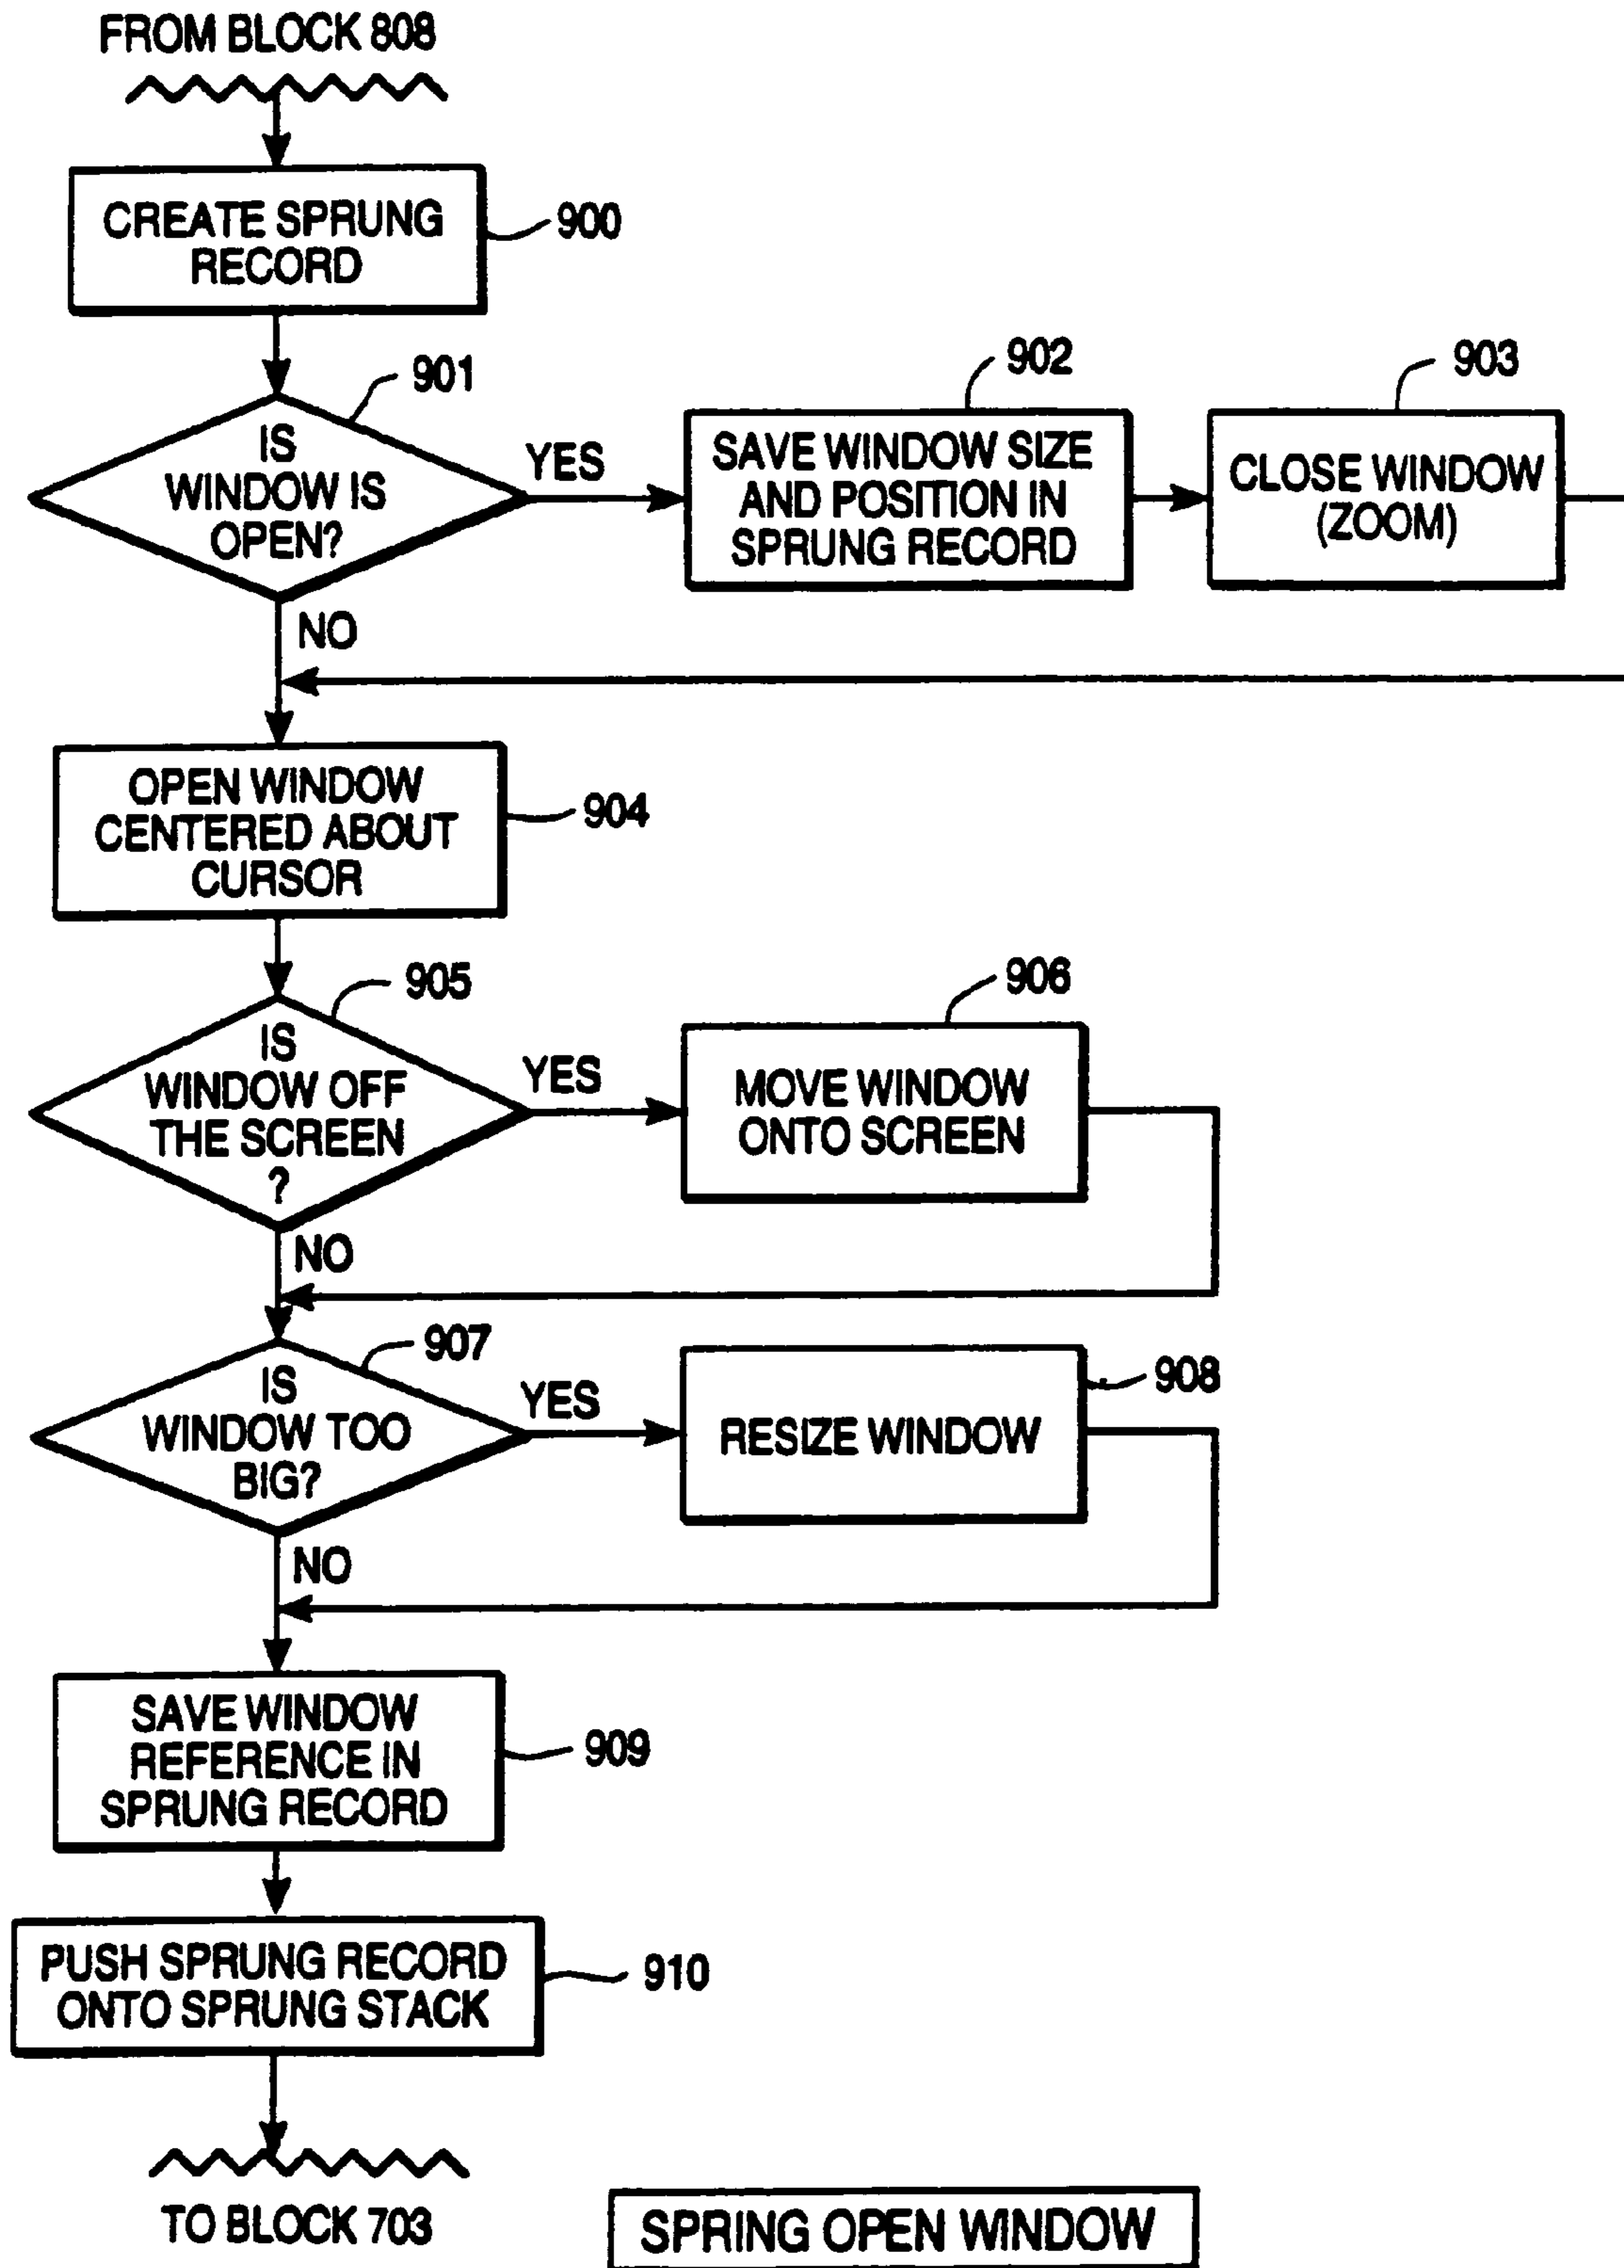 FROM BLOCK 808
CREATE SPRUNG
RECORD
900
901
IS
WINDOW IS
OPEN?
YES
NO
902
SAVE WINDOW SIZE
AND POSITION IN
SPRUNG RECORD
903
CLOSE WINDOW
(ZOOM)
OPEN WINDOW
CENTERED ABOUT
CURSOR
904
905
IS
WINDOW OFF
THE SCREEN
?
YES
NO
906
MOVE WINDOW
ONTO SCREEN
907
IS
WINDOW TOO
BIG?
YES
NO
908
RESIZE WINDOW
SAVE WINDOW
REFERENCE IN
SPRUNG RECORD
909
PUSH SPRUNG RECORD
ONTO SPRUNG STACK
910
TO BLOCK 703
SPRING OPEN WINDOW